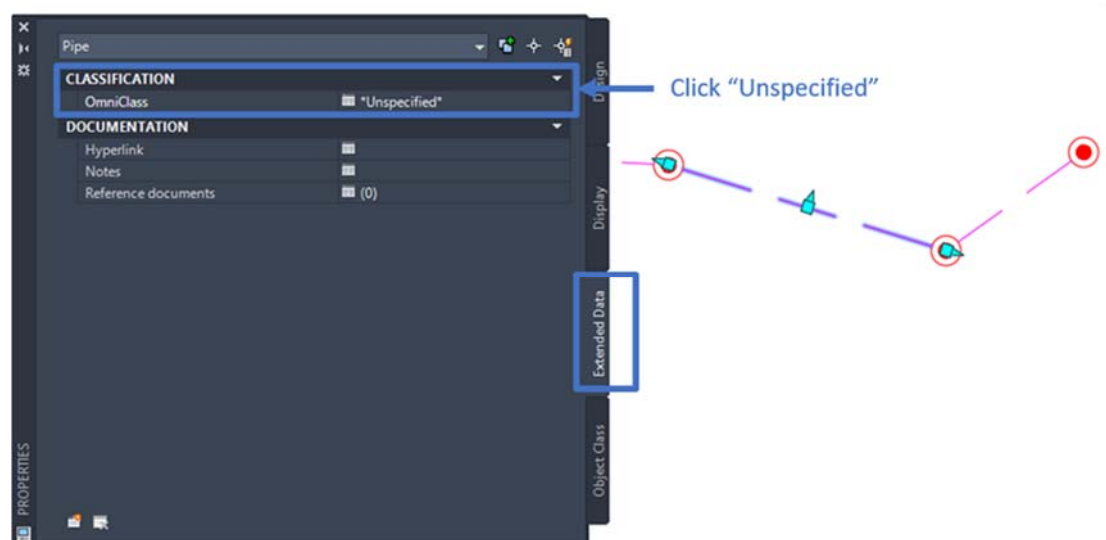 Pipe
CLASSIFICATION
OmniClass
*Unspecified*
DOCUMENTATION
Hyperlink
Notes
Reference documents
(0)
Design
Display
Extended Data
Object Class
PROPERTIES
Click “Unspecified”